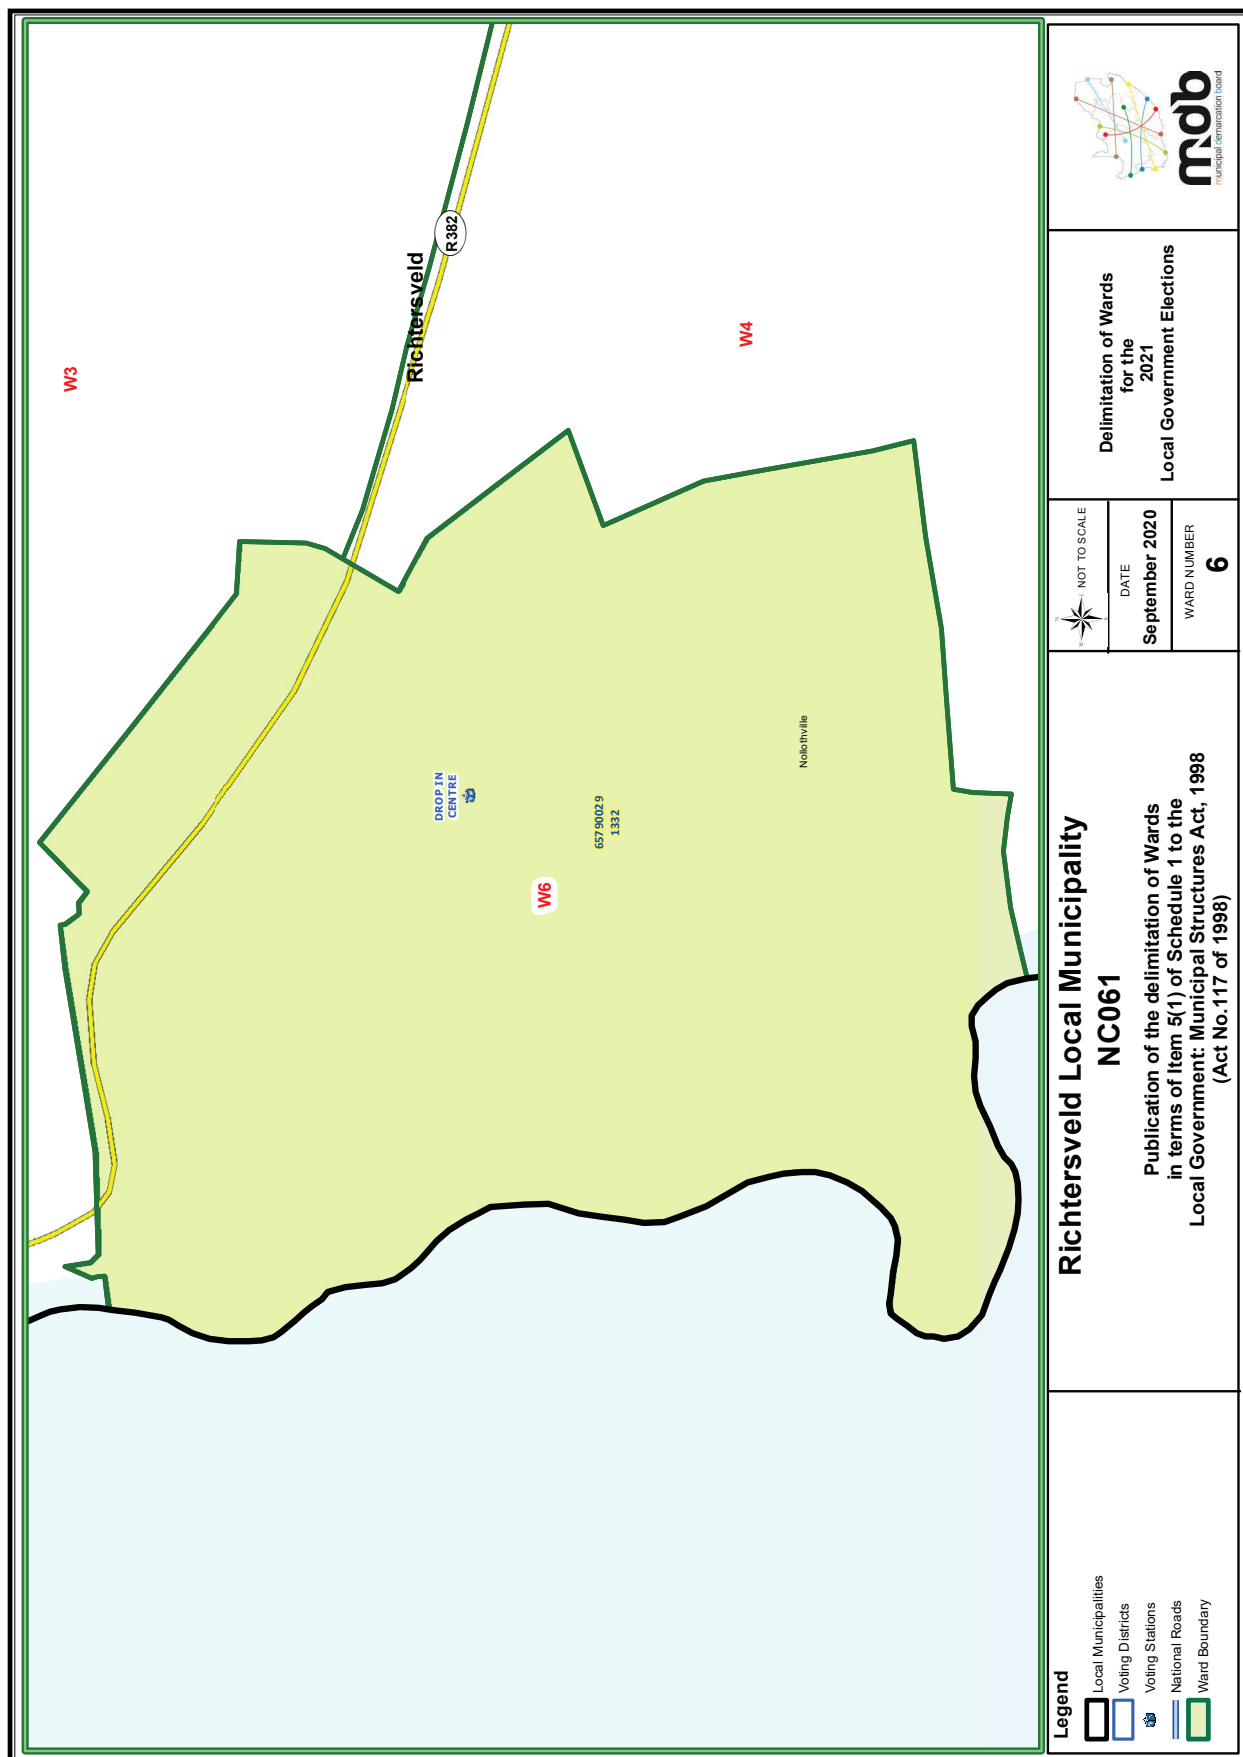 W3
Richtersveld
R382
W4
DROP IN
CENTRE
65790029
1332
W6
Nollothville
Legend
Local Municipalities
Voting Districts
Voting Stations
National Roads
Ward Boundary
Richtersveld Local Municipality
NC061
Publication of the delimitation of Wards
in terms of Item 5(1) of Schedule 1 to the
Local Government: Municipal Structures Act, 1998
(Act No.117 of 1998)
N
W
E
S
NOT TO SCALE
DATE
September 2020
WARD NUMBER
6
Delimitation of Wards
for the
2021
Local Government Elections
mdb
municipal demarcation board